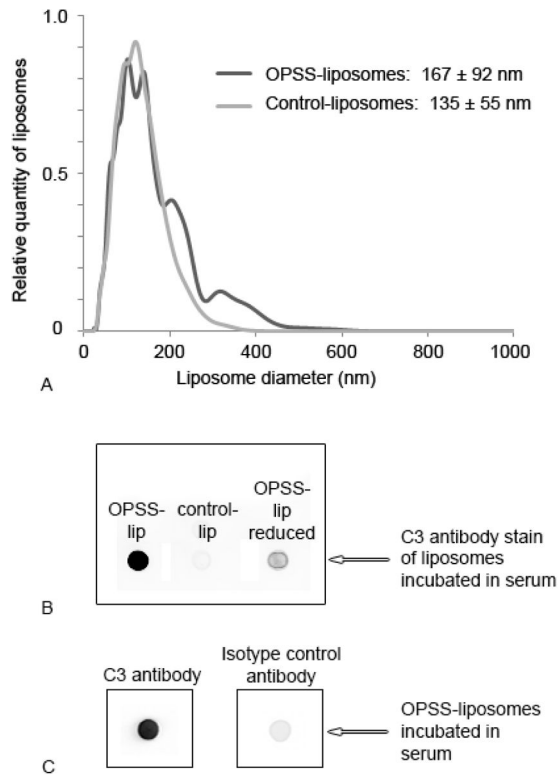 1.0
0.5
0
Relative quantity of liposomes
OPSS-liposomes: 167 ± 92 nm
Control-liposomes: 135 ± 55 nm
0 200 400 600 800 1000
Liposome diameter (nm)
A
OPSS-
lip
control-
lip
OPSS-
lip
reduced
C3 antibody stain
of liposomes
incubated in serum
B
C3 antibody
Isotype control
antibody
OPSS-liposomes
incubated in
serum
C